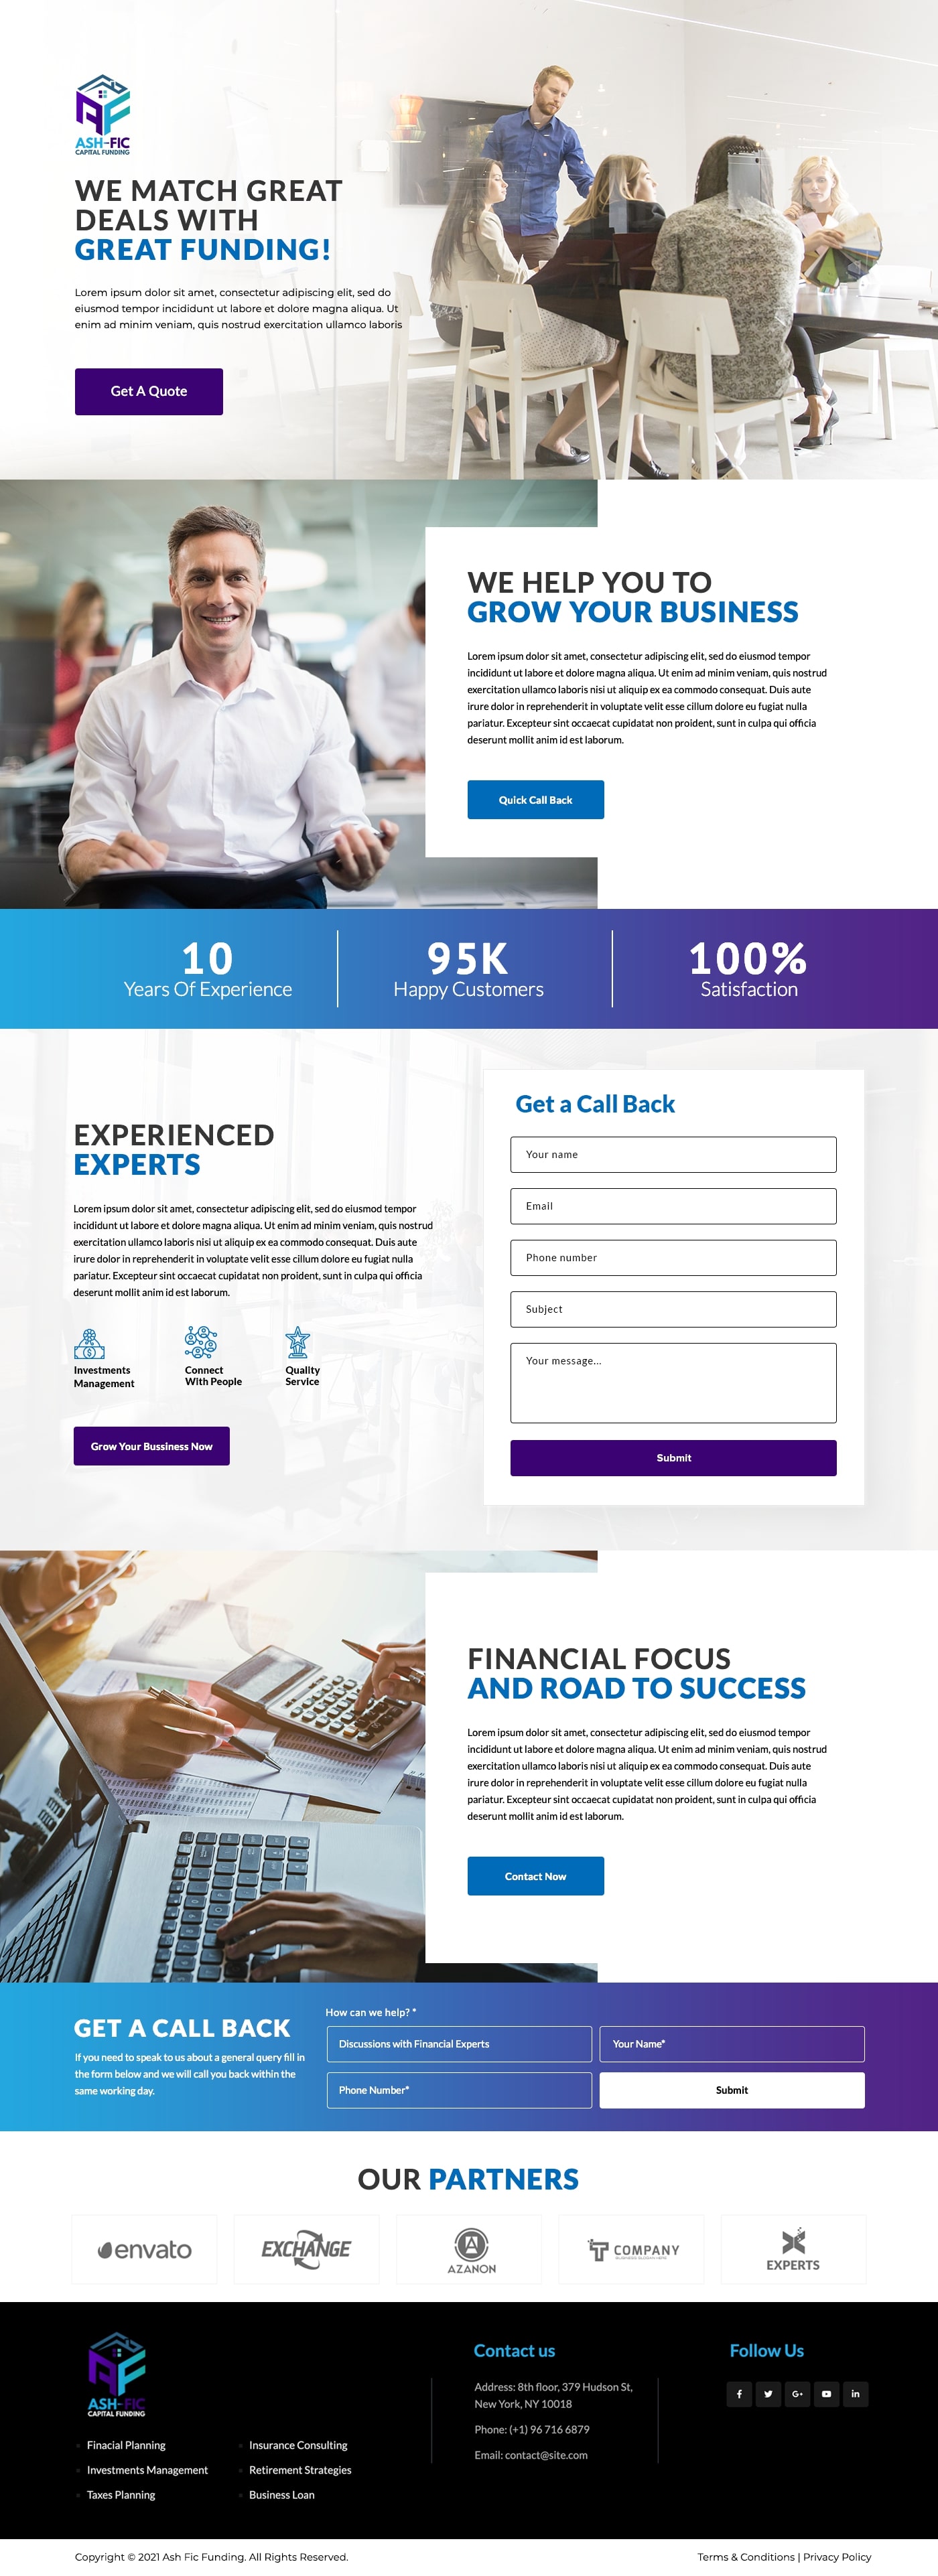 ASH-FIC
CAPITAL FUNDING
WE MATCH GREAT
DEALS WITH
GREAT FUNDING!
Lorem ipsum dolor sit amet, consectetur adipiscing elit, sed do
eiusmod tempor incididunt ut labore et dolore magna aliqua. Ut
enim ad minim veniam, quis nostrud exercitation ullamco laboris
Get A Quote
WE HELP YOU TO
GROW YOUR BUSINESS
Lorem ipsum dolor sit amet, consectetur adipiscing elit, sed do eiusmod tempor
incididunt ut labore et dolore magna aliqua. Ut enim ad minim veniam, quis nostrud
exercitation ullamco laboris nisi ut aliquip ex ea commodo consequat. Duis aute
irure dolor in reprehenderit in voluptate velit esse cillum dolore eu fugiat nulla
pariatur. Excepteur sint occaecat cupidatat non proident, sunt in culpa qui officia
deserunt mollit anim id est laborum.
Quick Call Back
10
Years Of Experience
95K
Happy Customers
100%
Satisfaction
EXPERIENCED
EXPERTS
Lorem ipsum dolor sit amet, consectetur adipiscing elit, sed do eiusmod tempor
incididunt ut labore et dolore magna aliqua. Ut enim ad minim veniam, quis nostrud
exercitation ullamco laboris nisi ut aliquip ex ea commodo consequat. Duis aute
irure dolor in reprehenderit in voluptate velit esse cillum dolore eu fugiat nulla
pariatur. Excepteur sint occaecat cupidatat non proident, sunt in culpa qui officia
deserunt mollit anim id est laborum.
Investments
Management
Connect
With People
Quality
Service
Grow Your Bussiness Now
Get a Call Back
Your name
Email
Phone number
Subject
Your message...
Submit
FINANCIAL FOCUS
AND ROAD TO SUCCESS
Lorem ipsum dolor sit amet, consectetur adipiscing elit, sed do eiusmod tempor
incididunt ut labore et dolore magna aliqua. Ut enim ad minim veniam, quis nostrud
exercitation ullamco laboris nisi ut aliquip ex ea commodo consequat. Duis aute
irure dolor in reprehenderit in voluptate velit esse cillum dolore eu fugiat nulla
pariatur. Excepteur sint occaecat cupidatat non proident, sunt in culpa qui officia
deserunt mollit anim id est laborum.
Contact Now
GET A CALL BACK
If you need to speak to us about a general query fill in
the form below and we will call you back within the
same working day.
How can we help? *
Discussions with Financial Experts
Your Name*
Phone Number*
Submit
OUR PARTNERS
envato
EXCHANGE
AZANON
COMPANY
EXPERTS
ASH-FIC
CAPITAL FUNDING
Finacial Planning
Investments Management
Taxes Planning
Insurance Consulting
Retirement Strategies
Business Loan
Contact us
Address: 8th floor, 379 Hudson St,
New York, NY 10018
Phone: (+1) 96 716 6879
Email: contact@site.com
Follow Us
Copyright © 2021 Ash Fic Funding. All Rights Reserved.
Terms & Conditions | Privacy Policy